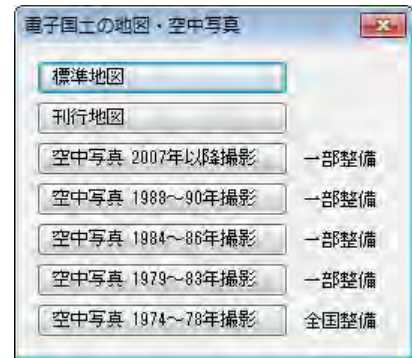 電子国土の地図・空中写真
標準地図
刊行地図
空中写真 2007年以降撮影 一部整備
空中写真 1988～90年撮影 一部整備
空中写真 1984～86年撮影 一部整備
空中写真 1979～83年撮影 一部整備
空中写真 1974～78年撮影 全国整備